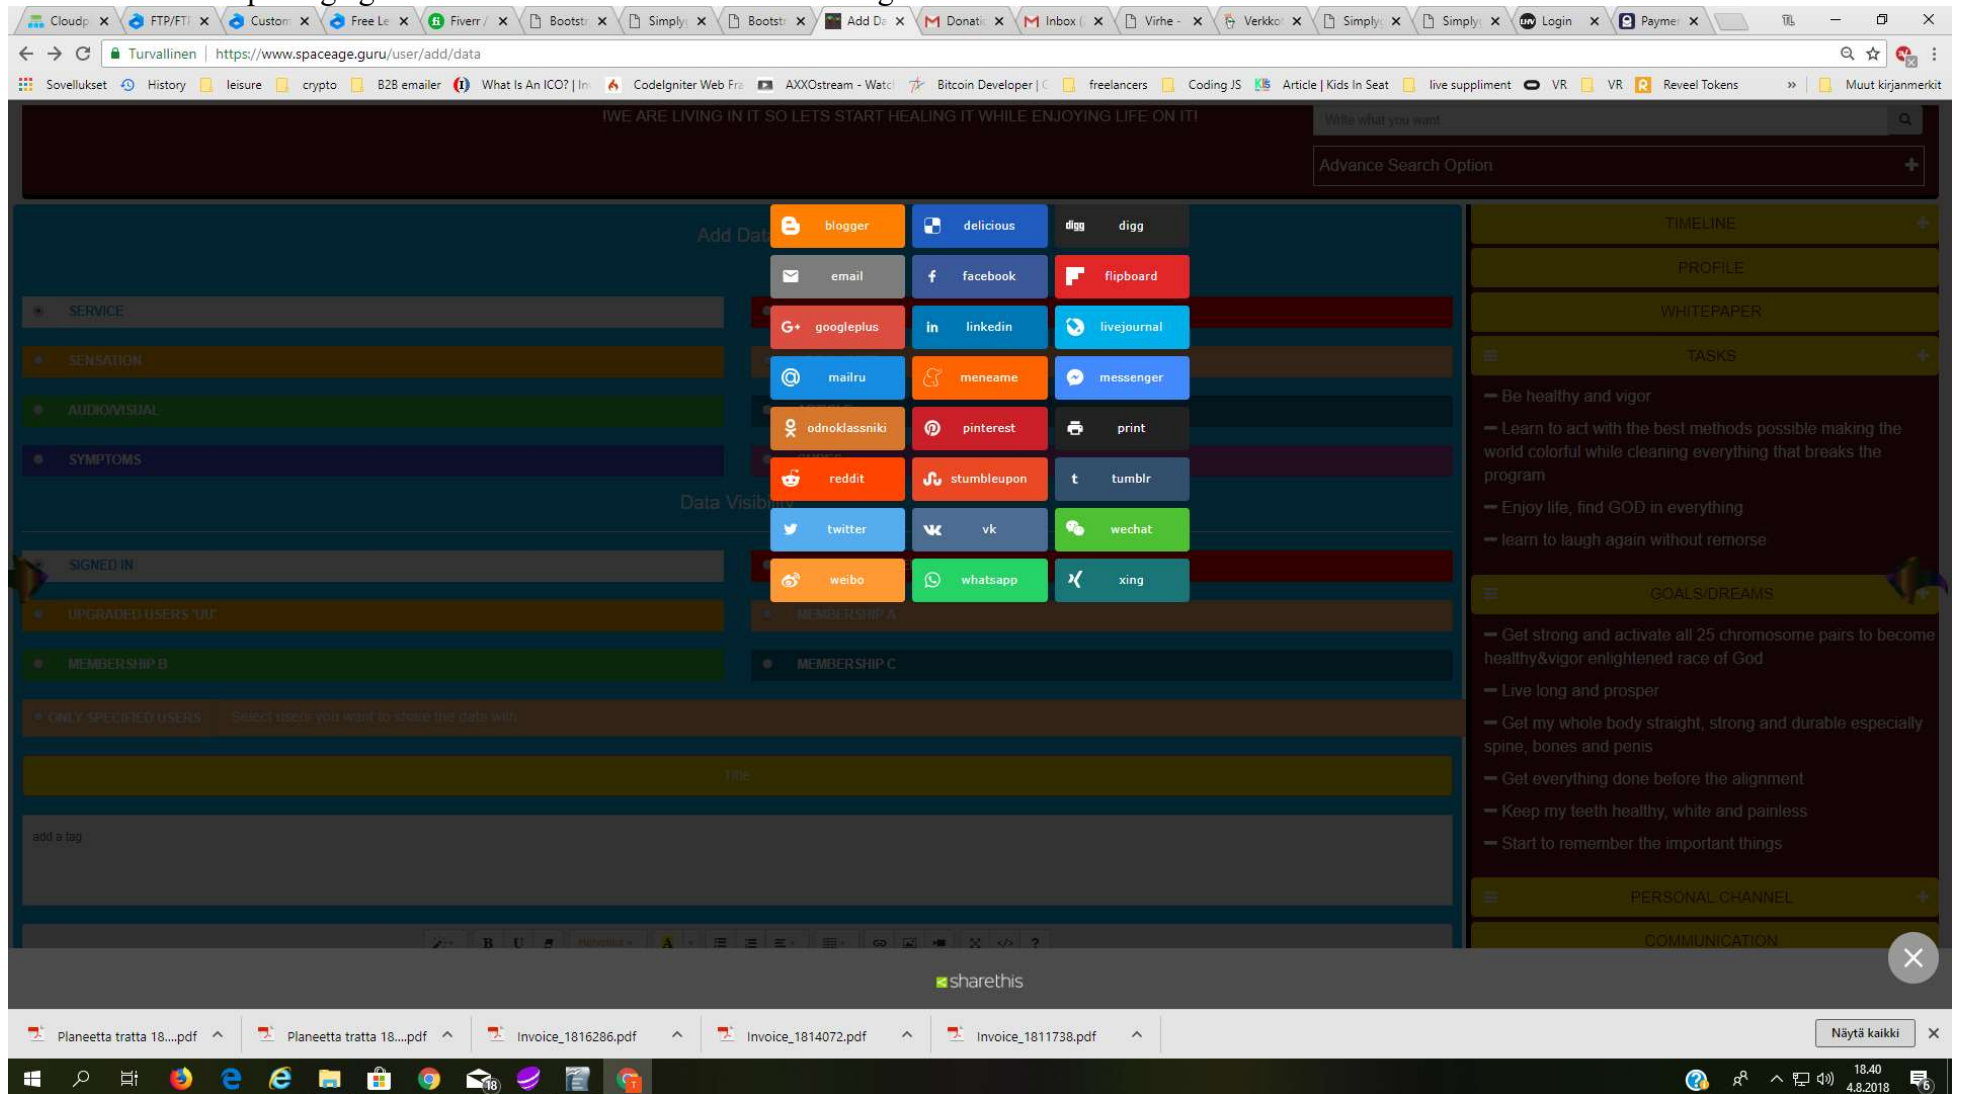 Cloudp
FTP/FTI
Custom
Free Le
Fiverr /
Bootstr
Simply
Bootstr
Add Da
Donatio
Inbox (
Virhe -
Verkko
Simply
Simply
Login
Paymer
Turvallinen | https://www.spaceage.guru/user/add/data
Sovellukset
History
leisure
crypto
B2B emailer
What Is An ICO? | In
CodeIgniter Web Fra
AXXOstream - Watcl
Bitcoin Developer | C
freelancers
Coding JS
Article | Kids In Seat
live suppliment
VR
VR
Reveel Tokens
»
Muut kirjanmerkit
!WE ARE LIVING IN IT SO LETS START HEALING IT WHILE ENJOYING LIFE ON IT!
Write what you want
Advance Search Option
Add Data
blogger
delicious
digg digg
email
facebook
flipboard
googleplus
linkedin
livejournal
mailru
meneame
messenger
odnoklassniki
pinterest
print
reddit
stumbleupon
tumblr
twitter
vk
wechat
weibo
whatsapp
xing
SERVICE
SENSATION
AUDIO/VISUAL
ARTICLE
SYMPTOMS
Data Visibility
SIGNED IN
UPGRADED USERS "UU"
MEMBERSHIP A
MEMBERSHIP B
MEMBERSHIP C
ONLY SPECIFIED USERS
Select users you want to share the data with
Title
add a tag
TIMELINE
PROFILE
WHITEPAPER
TASKS
Be healthy and vigor
Learn to act with the best methods possible making the
world colorful while cleaning everything that breaks the
program
Enjoy life, find GOD in everything
learn to laugh again without remorse
GOALS/DREAMS
Get strong and activate all 25 chromosome pairs to become
healthy&vigor enlightened race of God
Live long and prosper
Get my whole body straight, strong and durable especially
spine, bones and penis
Get everything done before the alignment
Keep my teeth healthy, white and painless
Start to remember the important things
PERSONAL CHANNEL
COMMUNICATION
sharethis
Planeetta tratta 18....pdf
Planeetta tratta 18....pdf
Invoice_1816286.pdf
Invoice_1814072.pdf
Invoice_1811738.pdf
Näytä kaikki
18.40
4.8.2018